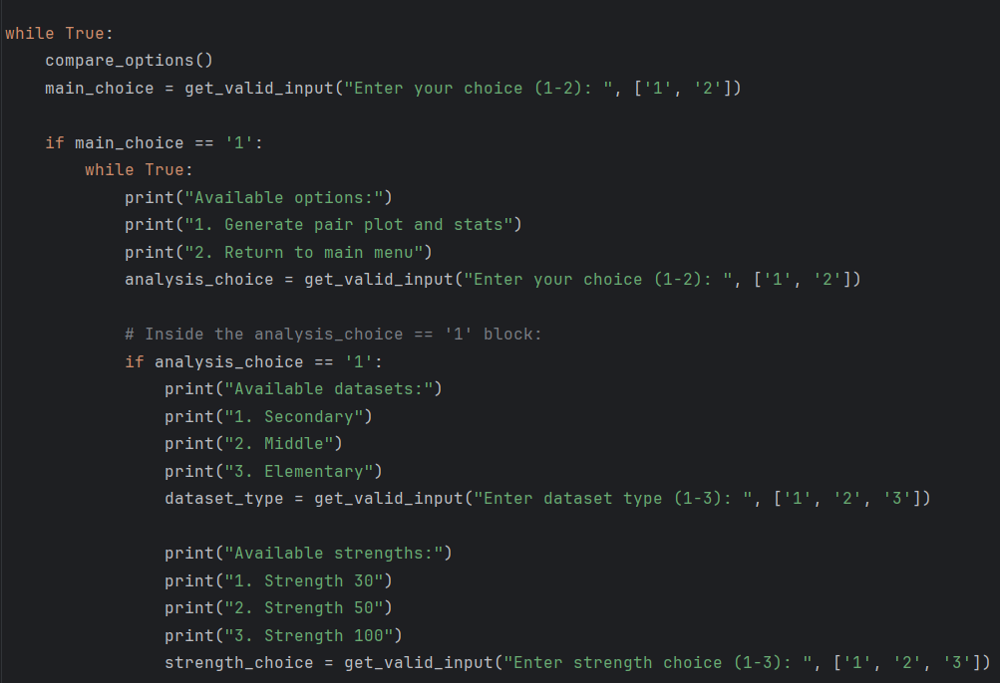 while True:
    compare_options()
    main_choice = get_valid_input("Enter your choice (1-2): ", ['1', '2'])

    if main_choice == '1':
        while True:
            print("Available options:")
            print("1. Generate pair plot and stats")
            print("2. Return to main menu")
            analysis_choice = get_valid_input("Enter your choice (1-2): ", ['1', '2'])

            # Inside the analysis_choice == '1' block:
            if analysis_choice == '1':
                print("Available datasets:")
                print("1. Secondary")
                print("2. Middle")
                print("3. Elementary")
                dataset_type = get_valid_input("Enter dataset type (1-3): ", ['1', '2', '3'])

                print("Available strengths:")
                print("1. Strength 30")
                print("2. Strength 50")
                print("3. Strength 100")
                strength_choice = get_valid_input("Enter strength choice (1-3): ", ['1', '2', '3'])